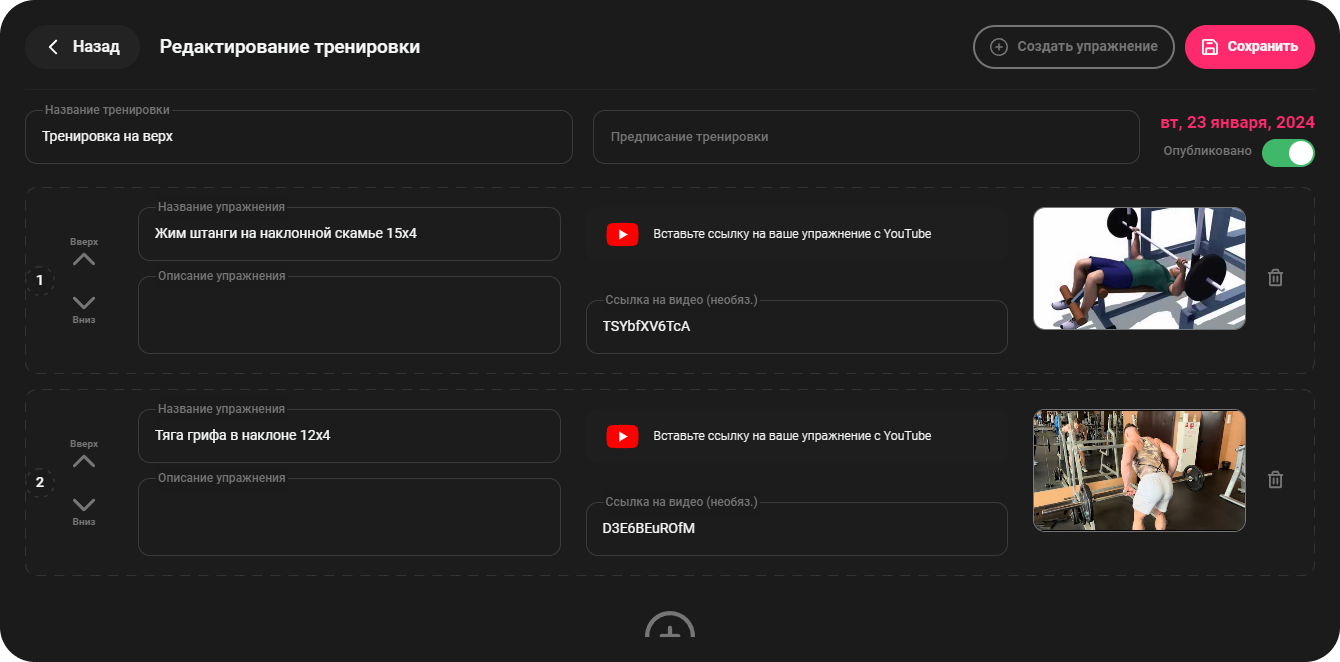 Назад
Редактирование тренировки
Создать упражнение
Сохранить
Название тренировки
Тренировка на верх
Предписание тренировки
вт, 23 января, 2024
Опубликовано
1
Вверх
Вниз
Название упражнения
Жим штанги на наклонной скамье 15х4
Описание упражнения
Вставьте ссылку на ваше упражнение с YouTube
Ссылка на видео (необяз.)
TSYbfXV6TcA
2
Вверх
Вниз
Название упражнения
Тяга грифа в наклоне 12х4
Описание упражнения
Вставьте ссылку на ваше упражнение с YouTube
Ссылка на видео (необяз.)
D3E6BEuROfM